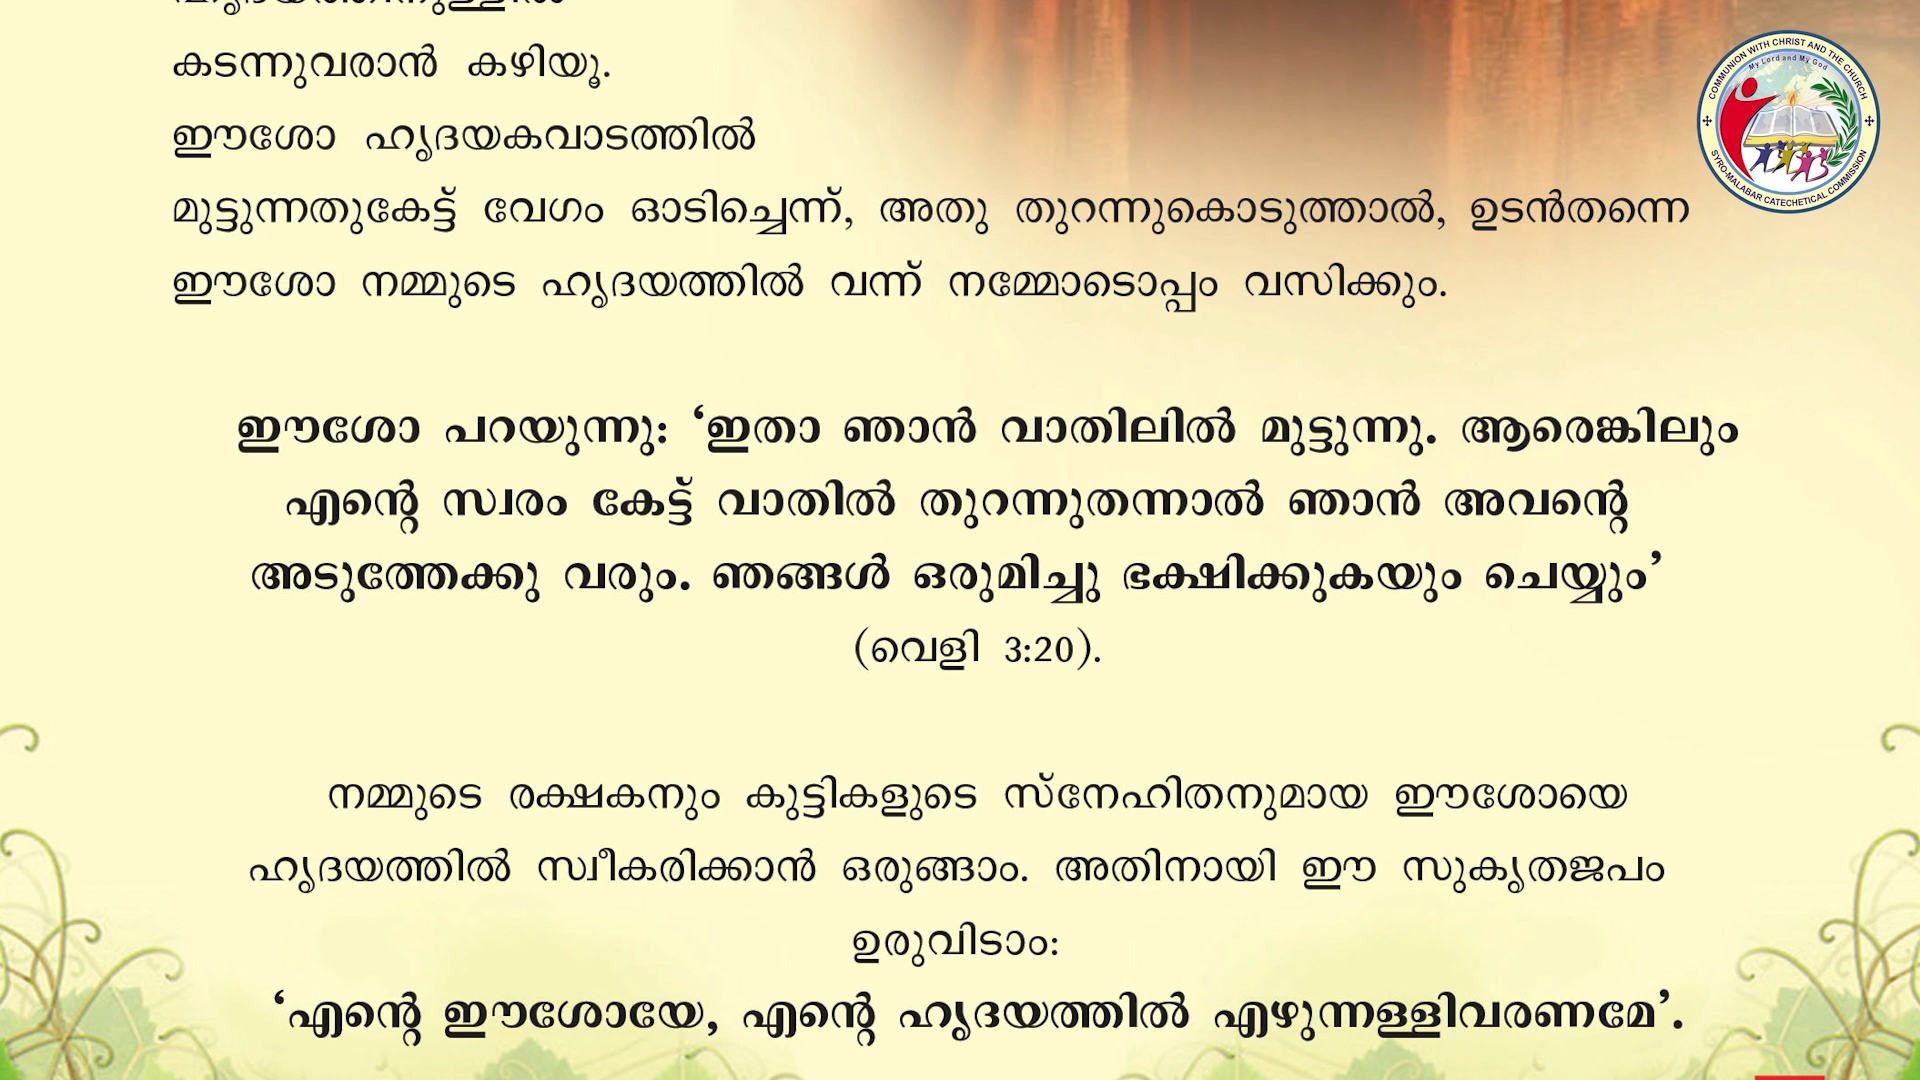 കടന്നുവരാൻ കഴിയൂ.
ഈശോ ഹൃദയകവാടത്തിൽ
മുട്ടുന്നതുകേട്ട് വേഗം ഓടിച്ചെന്ന്, അതു തുറന്നുകൊടുത്താൽ, ഉടൻതന്നെ
ഈശോ നമ്മുടെ ഹൃദയത്തിൽ വന്ന് നമ്മോടൊപ്പം വസിക്കും.
ഈശോ പറയുന്നു: ‘ഇതാ ഞാൻ വാതിലിൽ മുട്ടുന്നു. ആരെങ്കിലും
എന്റെ സ്വരം കേട്ട് വാതിൽ തുറന്നുതന്നാൽ ഞാൻ അവന്റെ
അടുത്തേക്കു വരും. ഞങ്ങൾ ഒരുമിച്ചു ഭക്ഷിക്കുകയും ചെയ്യും’
(വെളി 3:20).
നമ്മുടെ രക്ഷകനും കുട്ടികളുടെ സ്നേഹിതനുമായ ഈശോയെ
ഹൃദയത്തിൽ സ്വീകരിക്കാൻ ഒരുങ്ങാം. അതിനായി ഈ സുകൃതജപം
ഉരുവിടാം:
‘എന്റെ ഈശോയേ, എന്റെ ഹൃദയത്തിൽ എഴുന്നള്ളിവരണമേ’.
COMMUNION WITH CHRIST AND THE CHURCH
My Lord and My God
SYRO-MALABAR CATECHETICAL COMMISSION